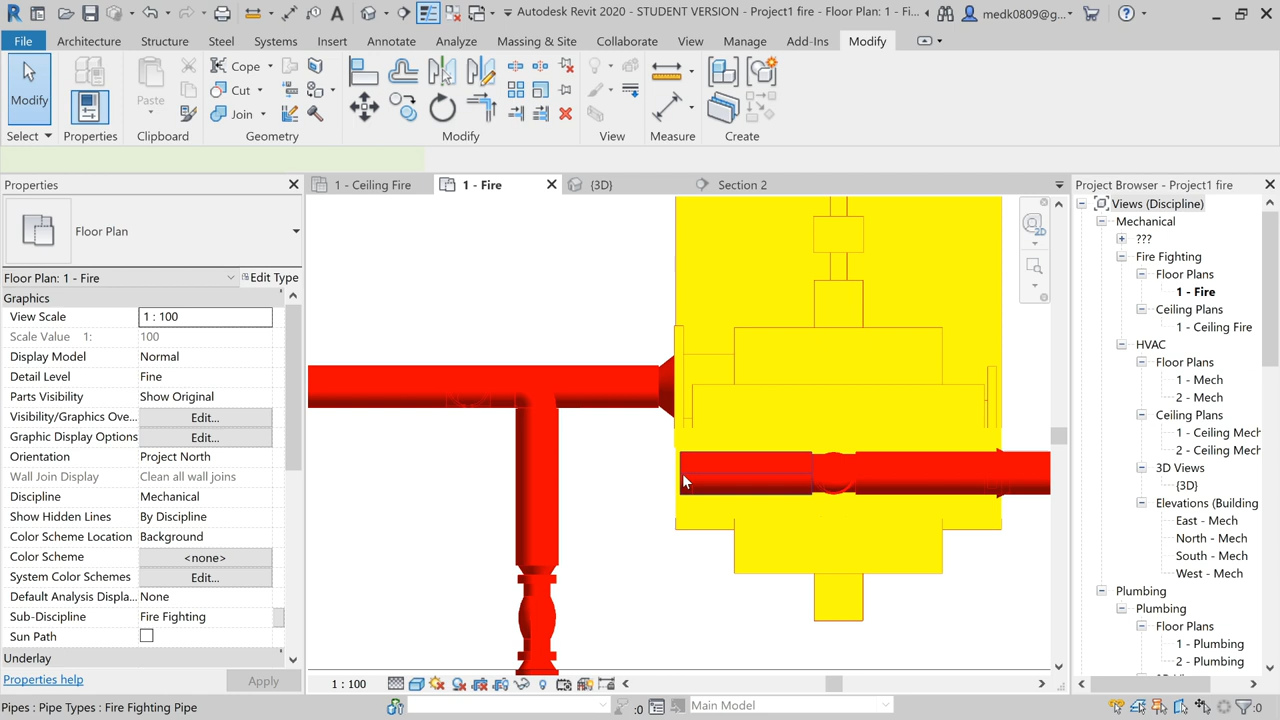 Autodesk Revit 2020 - STUDENT VERSION - Project1 fire - Floor Plan: 1 - Fi...
medk0809@g...
File Architecture Structure Steel Systems Insert Annotate Analyze Massing & Site Collaborate View Manage Add-Ins Modify
Modify
Paste
Cope
Cut
Join
Select Properties Clipboard Geometry Modify View Measure Create
Properties
1 - Ceiling Fire
1 - Fire
{3D}
Section 2
Project Browser - Project1 fire
Floor Plan
Floor Plan: 1 - Fire
Edit Type
Graphics
View Scale 1 : 100
Scale Value 1: 100
Display Model Normal
Detail Level Fine
Parts Visibility Show Original
Visibility/Graphics Ove... Edit...
Graphic Display Options Edit...
Orientation Project North
Wall Join Display Clean all wall joins
Discipline Mechanical
Show Hidden Lines By Discipline
Color Scheme Location Background
Color Scheme <none>
System Color Schemes Edit...
Default Analysis Displa... None
Sub-Discipline Fire Fighting
Sun Path
Underlay
Properties help
Apply
2D
Views (Discipline)
Mechanical
???
Fire Fighting
Floor Plans
1 - Fire
Ceiling Plans
1 - Ceiling Fire
HVAC
Floor Plans
1 - Mech
2 - Mech
Ceiling Plans
1 - Ceiling Mech
2 - Ceiling Mech
3D Views
{3D}
Elevations (Building
East - Mech
North - Mech
South - Mech
West - Mech
Plumbing
Plumbing
Floor Plans
1 - Plumbing
2 - Plumbing
1 : 100
Pipes : Pipe Types : Fire Fighting Pipe
:0
Main Model
:0